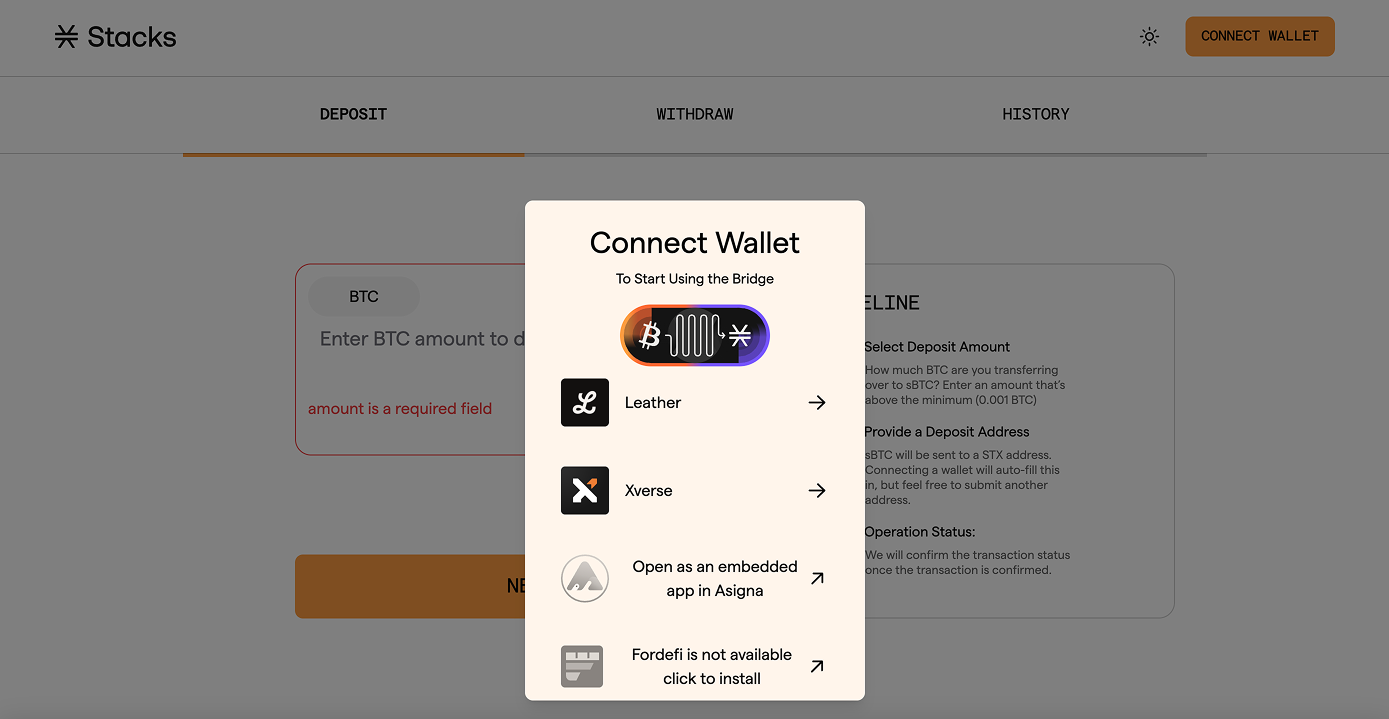 Stacks
CONNECT WALLET
DEPOSIT
WITHDRAW
HISTORY
BTC
Enter BTC amount to d
amount is a required field
Connect Wallet
To Start Using the Bridge
Leather
Xverse
Open as an embedded
app in Asigna
Fordefi is not available
click to install
ELINE
Select Deposit Amount
How much BTC are you transferring
over to sBTC? Enter an amount that's
above the minimum (0.001 BTC)
Provide a Deposit Address
sBTC will be sent to a STX address.
Connecting a wallet will auto-fill this
in, but feel free to submit another
address.
Operation Status:
We will confirm the transaction status
once the transaction is confirmed.